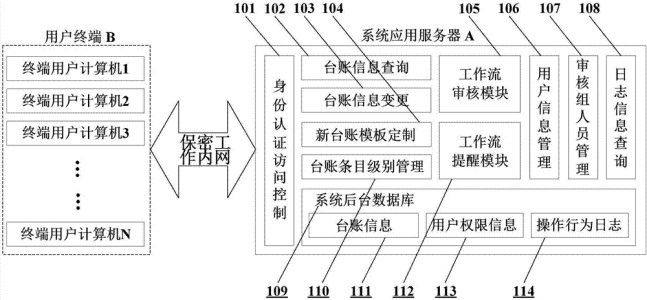 101 102 103 104 105 106 107 108
用户终端 B
系统应用服务器 A
终端用户计算机1
终端用户计算机2
终端用户计算机3
终端用户计算机N
保密工
作内网
身份认证访问控制
台账信息查询
台账信息变更
新台账模板定制
台账条目级别管理
工作流
审核模块
工作流
提醒模块
用户信息管理
审核组人员管理
日志信息查询
系统后台数据库
台账信息
用户权限信息
操作行为日志
109 110 111 112 113 114